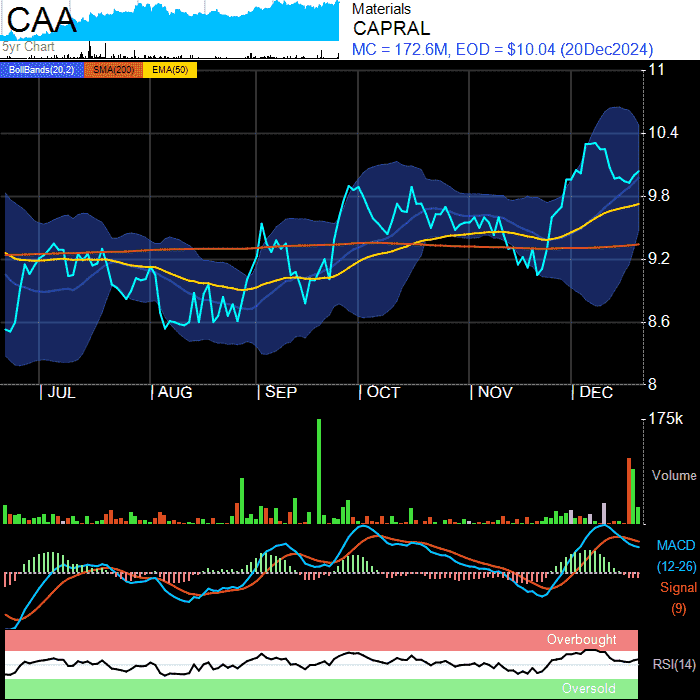 CAA
5yr Chart
Materials
CAPRAL
MC = 172.6M, EOD = $10.04 (20Dec2024)
BollBands(20,2) SMA(200) EMA(50)
11
10.4
9.8
9.2
8.6
8
JUL AUG SEP OCT NOV DEC
175k
Volume
MACD
(12-26)
Signal
(9)
Overbought
RSI(14)
Oversold